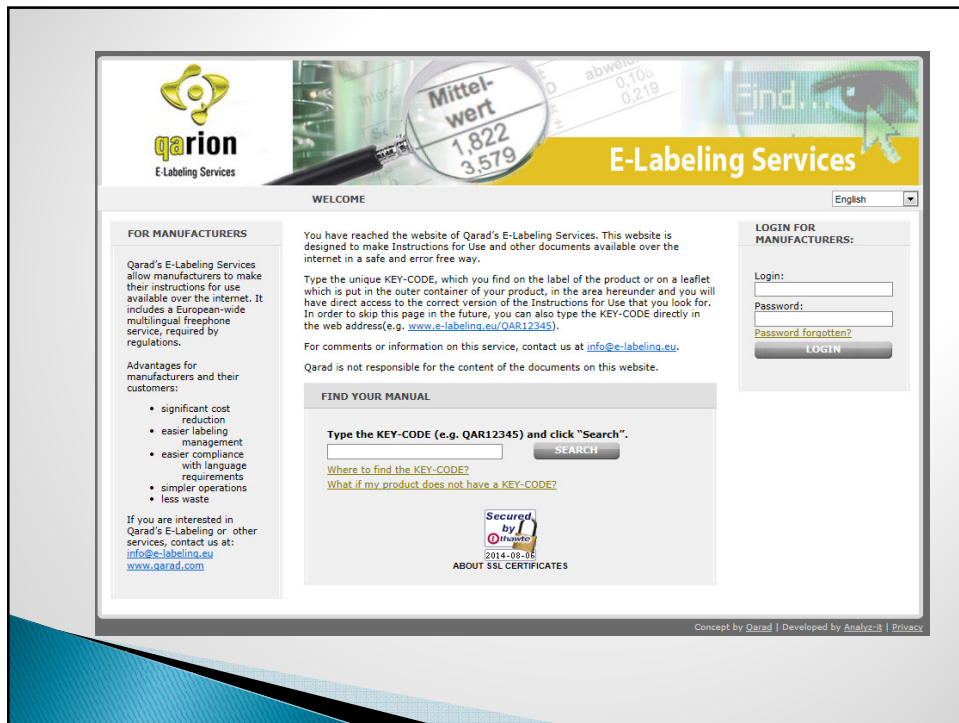 qarion
E-Labeling Services
Mittel-
wert
1,822
3,579
0,108
0,219
Find...
E-Labeling Services
WELCOME
English
FOR MANUFACTURERS
Qarad's E-Labeling Services
allow manufacturers to make
their instructions for use
available over the internet. It
includes a European-wide
multilingual freephone
service, required by
regulations.
Advantages for
manufacturers and their
customers:
• significant cost
reduction
• easier labeling
management
• easier compliance
with language
requirements
• simpler operations
• less waste
If you are interested in
Qarad's E-Labeling or other
services, contact us at:
info@e-labeling.eu
www.qarad.com
You have reached the website of Qarad's E-Labeling Services. This website is
designed to make Instructions for Use and other documents available over the
internet in a safe and error free way.
Type the unique KEY-CODE, which you find on the label of the product or on a leaflet
which is put in the outer container of your product, in the area hereunder and you will
have direct access to the correct version of the Instructions for Use that you look for.
In order to skip this page in the future, you can also type the KEY-CODE directly in
the web address(e.g. www.e-labeling.eu/QAR12345).
For comments or information on this service, contact us at info@e-labeling.eu.
Qarad is not responsible for the content of the documents on this website.
FIND YOUR MANUAL
Type the KEY-CODE (e.g. QAR12345) and click “Search”.
SEARCH
Where to find the KEY-CODE?
What if my product does not have a KEY-CODE?
Secured
by
thawte
2014-08-06
ABOUT SSL CERTIFICATES
LOGIN FOR
MANUFACTURERS:
Login:
Password:
Password forgotten?
LOGIN
Concept by Qarad | Developed by Analyz-it | Privacy